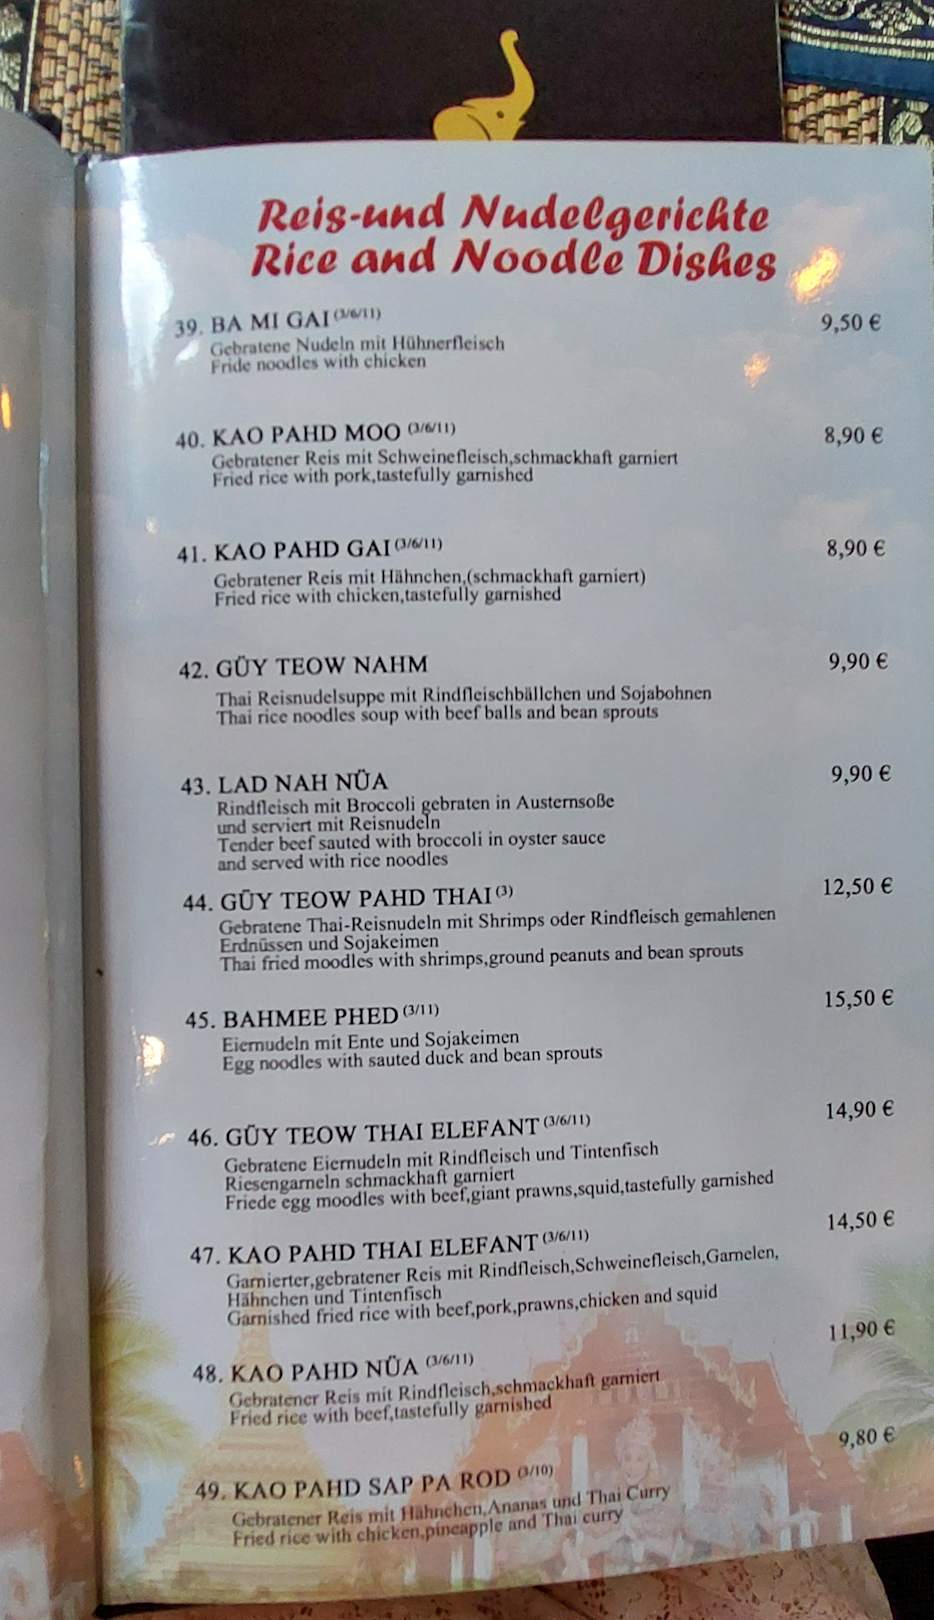 Reis-und Nudelgerichte
Rice and Noodle Dishes
39. BA MI GAI (3/6/11) 9,50 €
Gebratene Nudeln mit Hühnerfleisch
Fride noodles with chicken
40. KAO PAHD MOO (3/6/11) 8,90 €
Gebratener Reis mit Schweinefleisch,schmackhaft garniert
Fried rice with pork,tastefully garnished
41. KAO PAHD GAI (3/6/11) 8,90 €
Gebratener Reis mit Hähnchen,(schmackhaft garniert)
Fried rice with chicken,tastefully garnished
42. GÜY TEOW NAHM 9,90 €
Thai Reisnudelsuppe mit Rindfleischbällchen und Sojabohnen
Thai rice noodles soup with beef balls and bean sprouts
43. LAD NAH NÜA 9,90 €
Rindfleisch mit Broccoli gebraten in Austernsoße
und serviert mit Reisnudeln
Tender beef sauted with broccoli in oyster sauce
and served with rice noodles
44. GÜY TEOW PAHD THAI (3) 12,50 €
Gebratene Thai-Reisnudeln mit Shrimps oder Rindfleisch gemahlenen
Erdnüssen und Sojakeimen
Thai fried moodles with shrimps,ground peanuts and bean sprouts
45. BAHMEE PHED (3/11) 15,50 €
Eiernudeln mit Ente und Sojakeimen
Egg noodles with sauted duck and bean sprouts
46. GÜY TEOW THAI ELEFANT (3/6/11) 14,90 €
Gebratene Eiernudeln mit Rindfleisch und Tintenfisch
Riesengarneln schmackhaft garniert
Friede egg moodles with beef,giant prawns,squid,tastefully garnished
47. KAO PAHD THAI ELEFANT (3/6/11) 14,50 €
Garnierter,gebratener Reis mit Rindfleisch,Schweinefleisch,Garnelen,
Hähnchen und Tintenfisch
Garnished fried rice with beef,pork,prawns,chicken and squid
48. KAO PAHD NÜA (3/6/11) 11,90 €
Gebratener Reis mit Rindfleisch,schmackhaft garniert
Fried rice with beef,tastefully garnished
49. KAO PAHD SAP PA ROD (3/10) 9,80 €
Gebratener Reis mit Hähnchen,Ananas und Thai Curry
Fried rice with chicken,pineapple and Thai curry